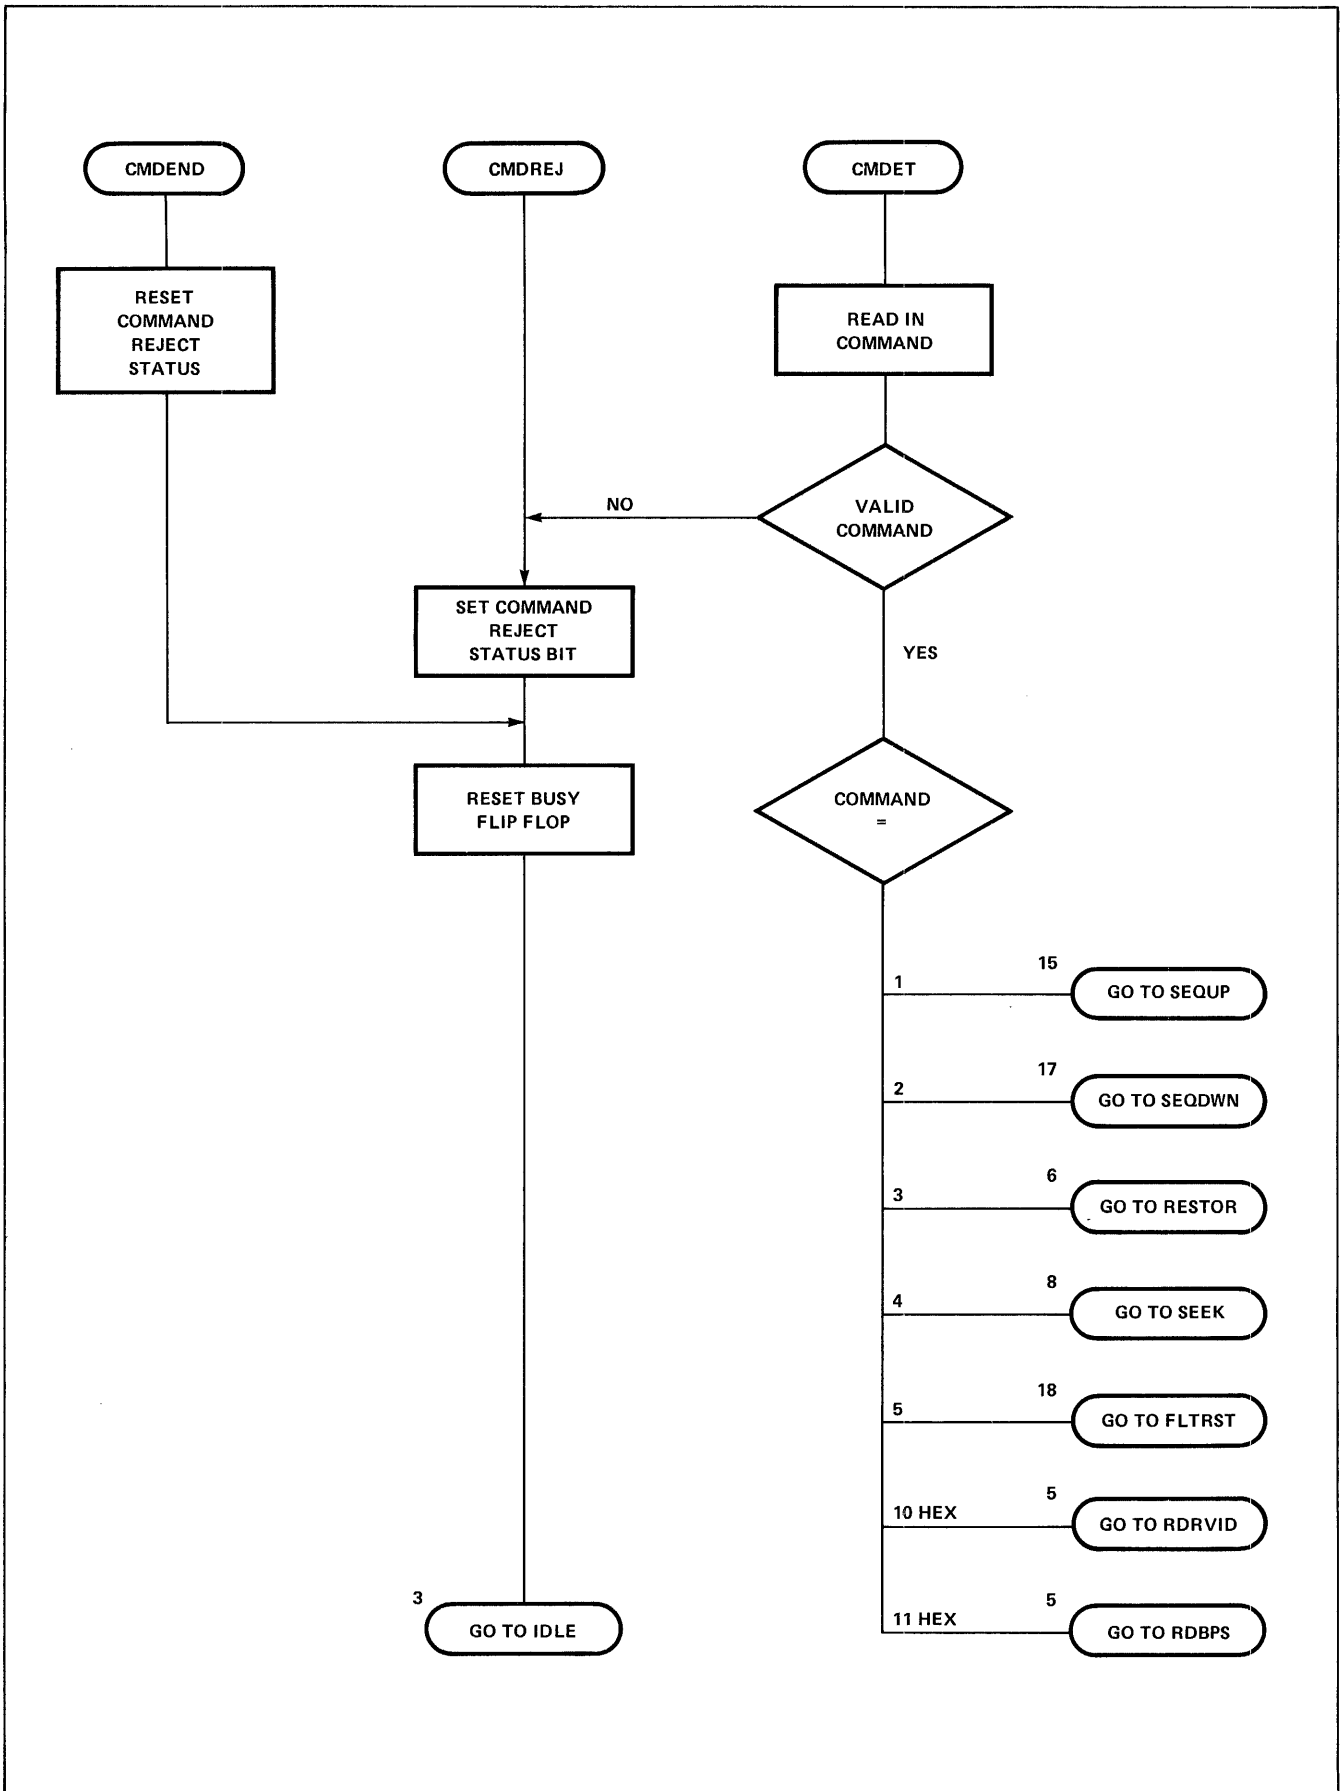 CMDEND
CMDREJ
CMDET
RESET
COMMAND
REJECT
STATUS
READ IN
COMMAND
NO
VALID
COMMAND
SET COMMAND
REJECT
STATUS BIT
YES
RESET BUSY
FLIP FLOP
COMMAND
=
1
15
GO TO SEQUP
2
17
GO TO SEQDWN
3
6
GO TO RESTOR
4
8
GO TO SEEK
5
18
GO TO FLTRST
10 HEX
5
GO TO RDRVID
11 HEX
5
GO TO RDBPS
3
GO TO IDLE